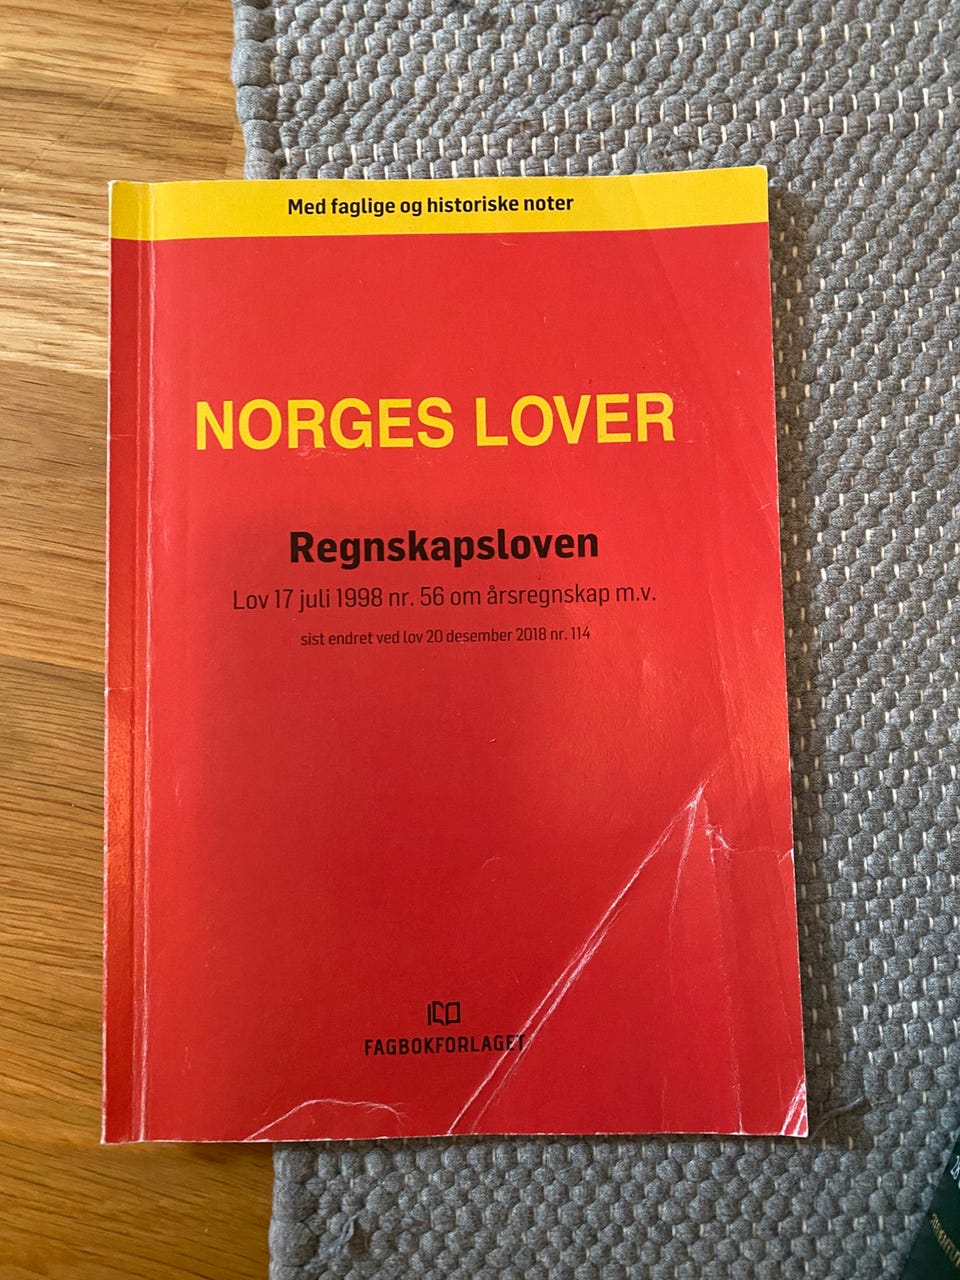 Med faglige og historiske noter
NORGES LOVER
Regnskapsloven
Lov 17 juli 1998 nr. 56 om årsregnskap m.v.
sist endret ved lov 20 desember 2018 nr. 114
FAGBOKFORLAGET